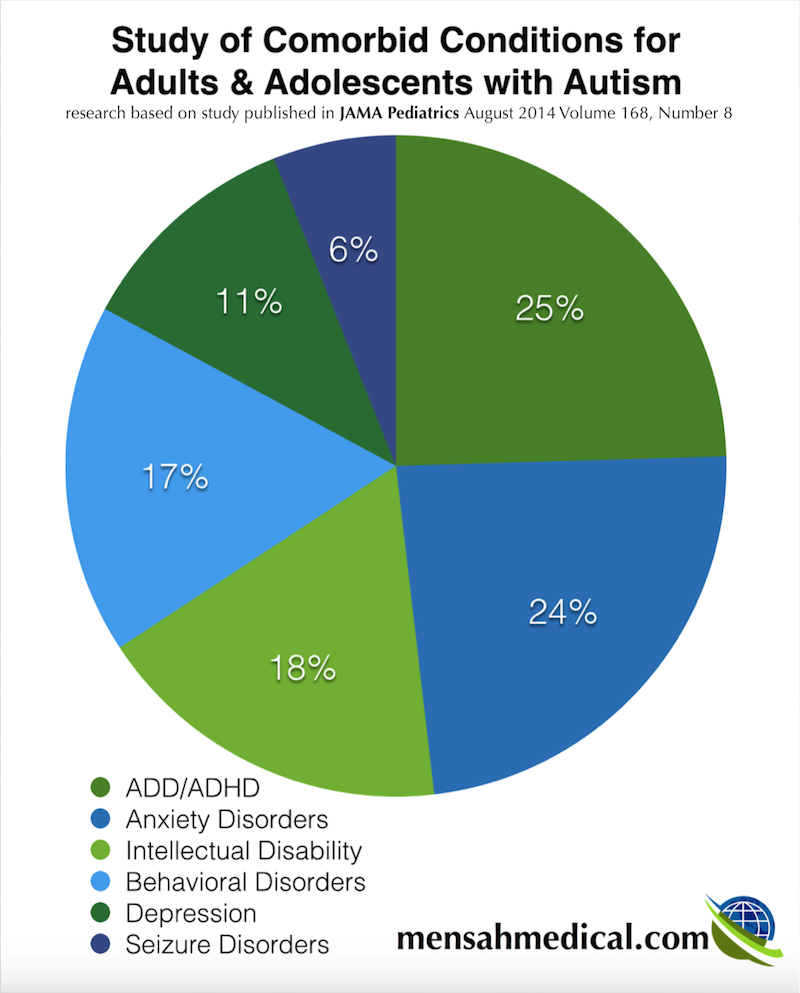 Study of Comorbid Conditions for
Adults & Adolescents with Autism
research based on study published in JAMA Pediatrics August 2014 Volume 168, Number 8
6%
11%
25%
17%
24%
18%
ADD/ADHD
Anxiety Disorders
Intellectual Disability
Behavioral Disorders
Depression
Seizure Disorders
mensahmedical.com